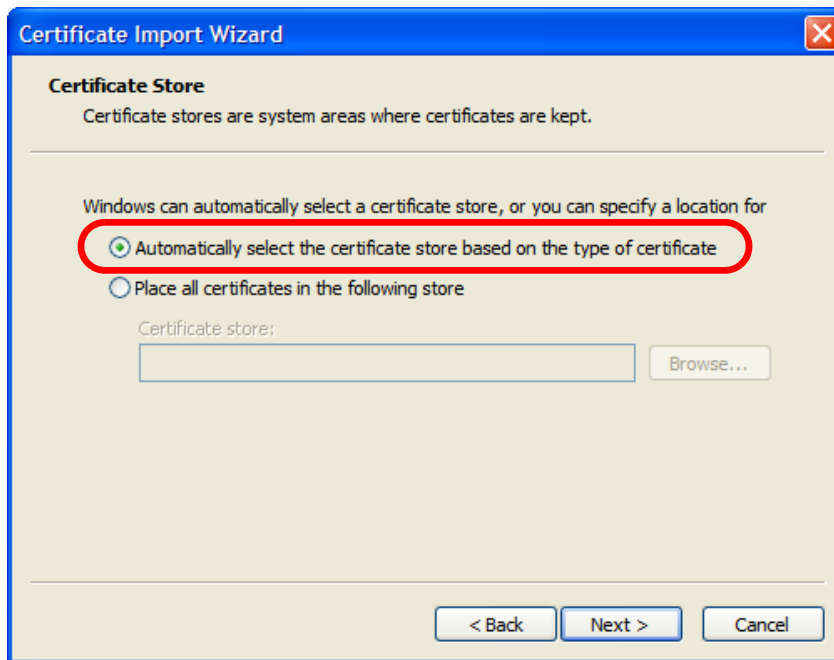 Certificate Import Wizard
Certificate Store
Certificate stores are system areas where certificates are kept.
Windows can automatically select a certificate store, or you can specify a location for
Automatically select the certificate store based on the type of certificate
Place all certificates in the following store
Certificate store:
Browse...
< Back Next > Cancel